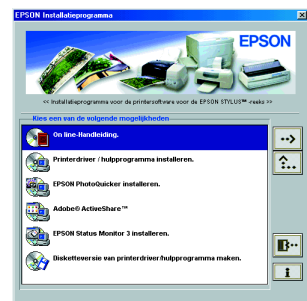 EPSON Installatieprogramma
EPSON
<< Installatieprogramma voor de printersoftware voor de EPSON STYLUS™ -reeks >>
Kies een van de volgende mogelijkheden
On line-Handleiding.
Printerdriver / hulpprogramma installeren.
EPSON PhotoQuicker installeren.
Adobe® ActiveShare™
EPSON Status Monitor 3 installeren.
Disketteversie van printerdriver/hulpprogramma maken.